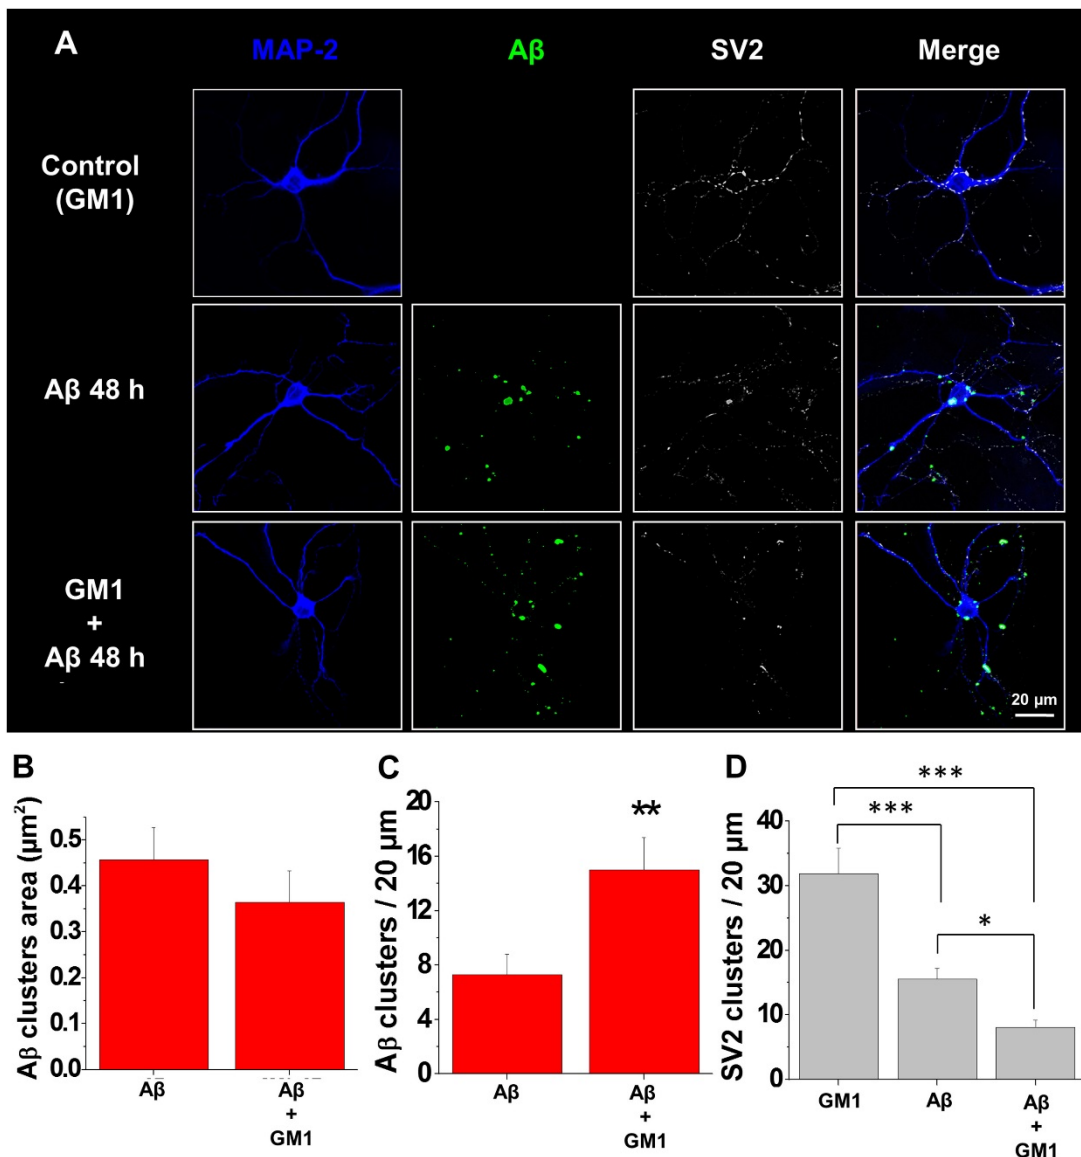 A
MAP-2
Aβ
SV2
Merge
Control
(GM1)
Aβ 48 h
GM1
+
Aβ 48 h
20 µm
B
Aβ clusters area (µm²)
0.5
0.4
0.3
0.2
0.1
0.0
Aβ
Aβ
+
GM1
C
Aβ clusters / 20 µm
20
16
12
8
4
0
**
Aβ
Aβ
+
GM1
D
SV2 clusters / 20 µm
40
30
20
10
0
***
***
*
GM1
Aβ
Aβ
+
GM1